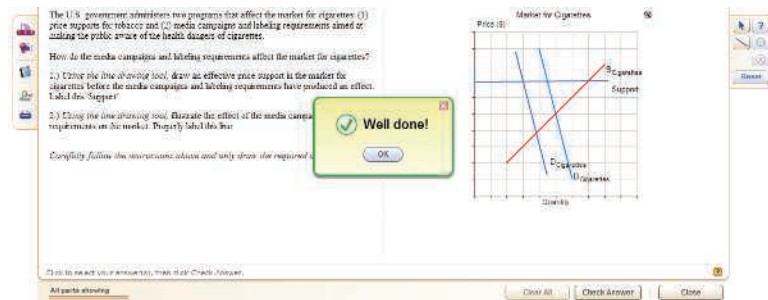 The U.S. government administers two programs that affect the market for cigarettes: (1)
price supports for tobacco and (2) media campaigns and labeling requirements aimed at
making the public aware of the health dangers of cigarettes.
How do the media campaigns and labeling requirements affect the market for cigarettes?
1.) Using the line drawing tool, draw an effective price support in the market for
cigarettes before the media campaigns and labeling requirements have produced an effect.
Label this 'Support'
2.) Using the line drawing tool, illustrate the effect of the media campa
requirements on the market. Properly label this line
Carefully follow the instructions above and only draw the required
Well done!
OK
Market for Cigarettes
Price ($)
S Cigarettes
Support
D Cigarettes
D Cigarettes
Quantity
?
Click to select your answer(s), then click Check Answer.
?
All parts showing
Clear All
Check Answer
Close